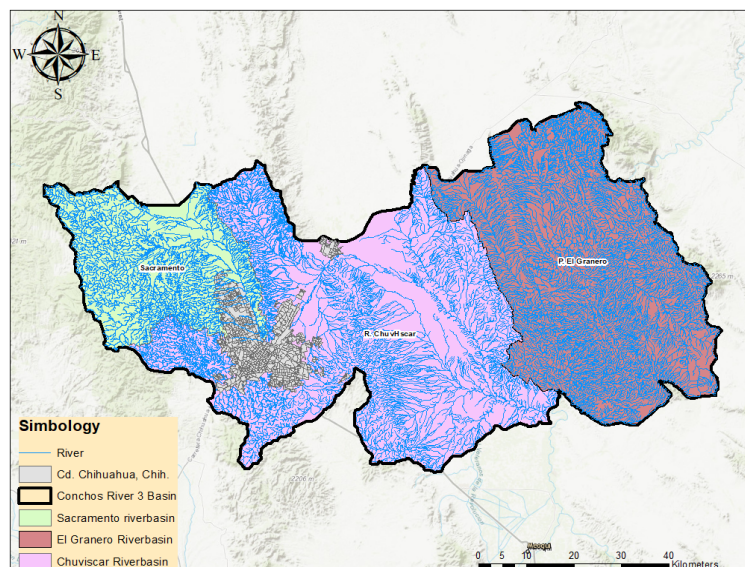 N
W
E
S
Sacramento
P. El Granero
R. ChuvHscar
Simbology
River
Cd. Chihuahua, Chih.
Conchos River 3 Basin
Sacramento riverbasin
El Granero Riverbasin
Chuviscar Riverbasin
Meoqui
0 5 10 20 30 40
Kilometers